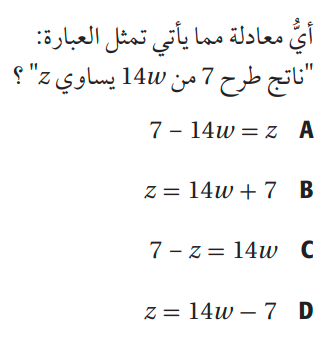 أيُّ معادلة مما يأتي تمثل العبارة:
"ناتج طرح 7 من 14w يساوي z" ؟
A 7 – 14w = z
B z = 14w + 7
C 7 – z = 14w
D z = 14w – 7